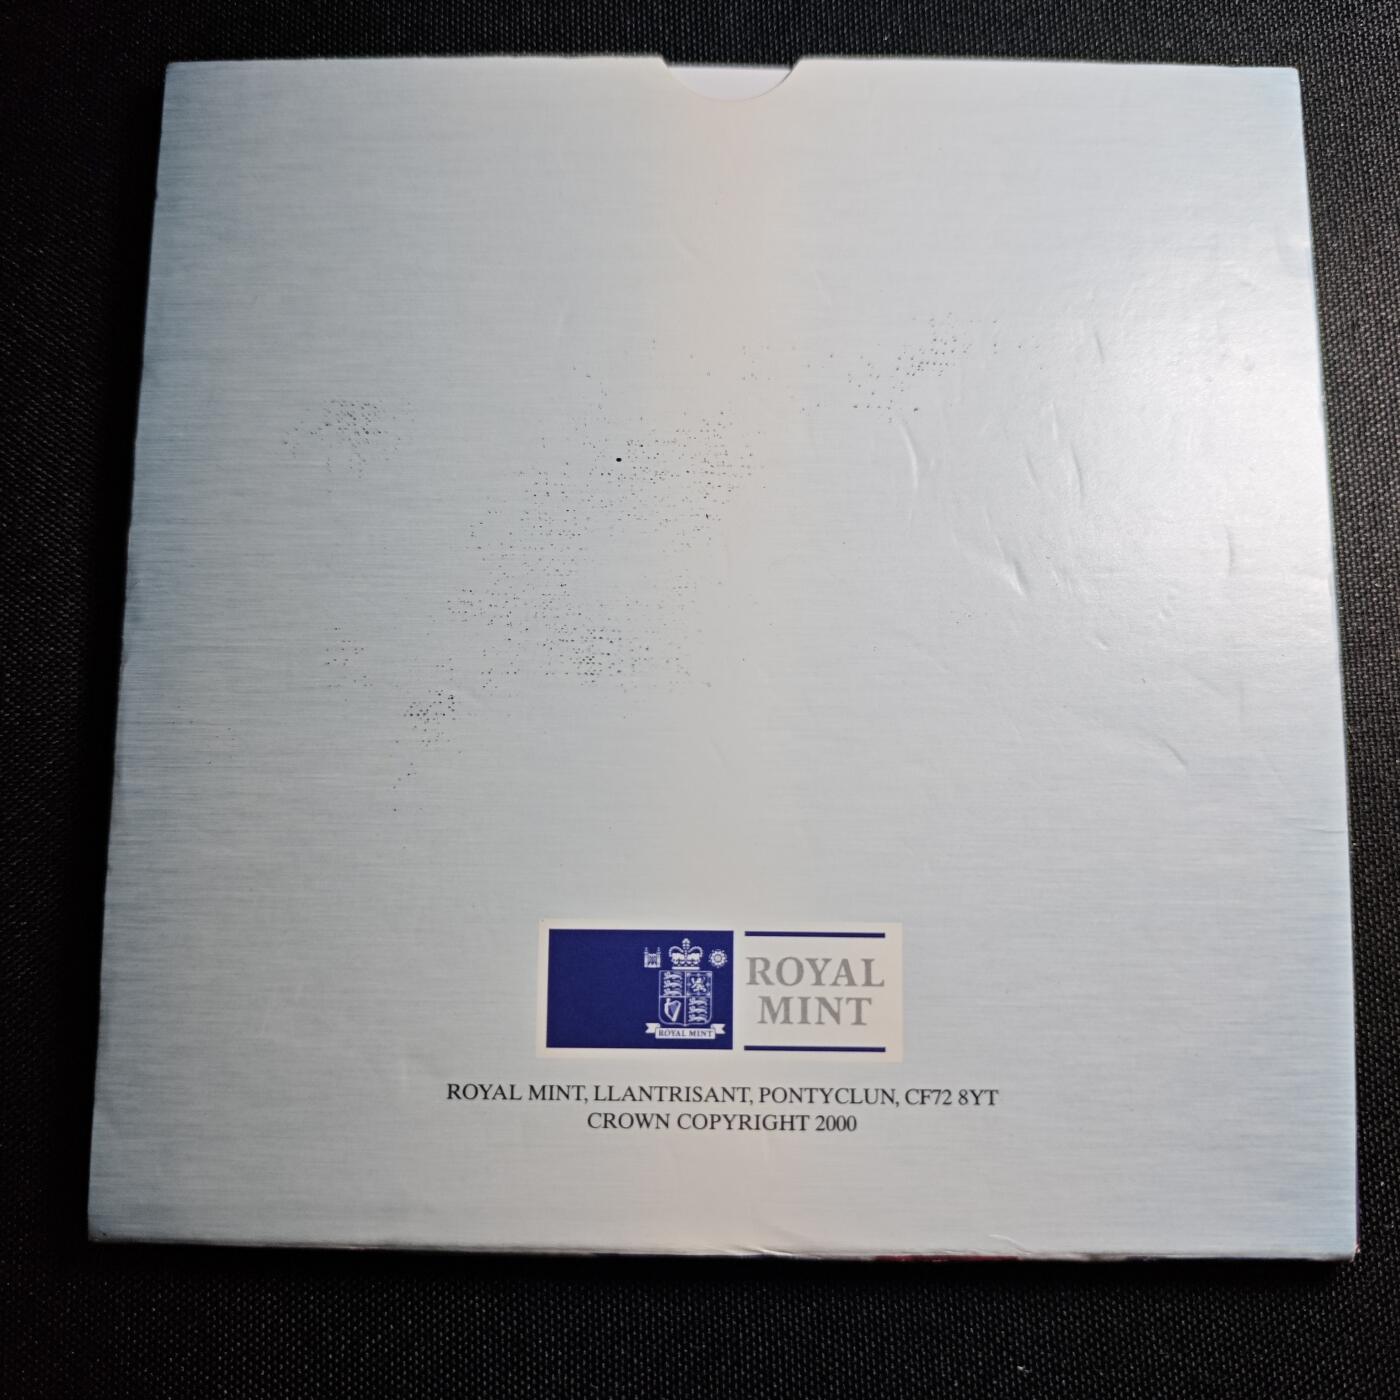 ROYAL MINT
ROYAL
MINT
ROYAL MINT, LLANTRISANT, PONTYCLUN, CF72 8YT
CROWN COPYRIGHT 2000